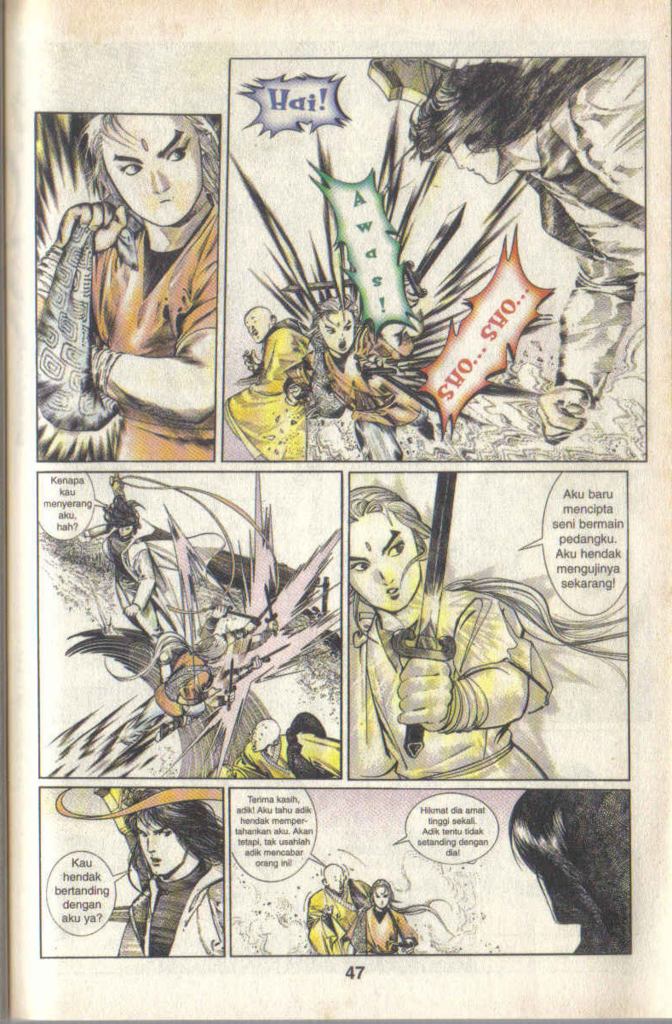 Hai!
Awas!
SHO...SHO...
Kenapa
kau
menyerang
aku,
hah?
Aku baru
mencipta
seni bermain
pedangku.
Aku hendak
mengujinya
sekarang!
Kau
hendak
bertanding
dengan
aku ya?
Terima kasih,
adik! Aku tahu adik
hendak memper-
tahankan aku. Akan
tetapi, tak usahlah
adik mencabar
orang ini!
Hikmat dia amat
tinggi sekali.
Adik tentu tidak
setanding dengan
dia!
47